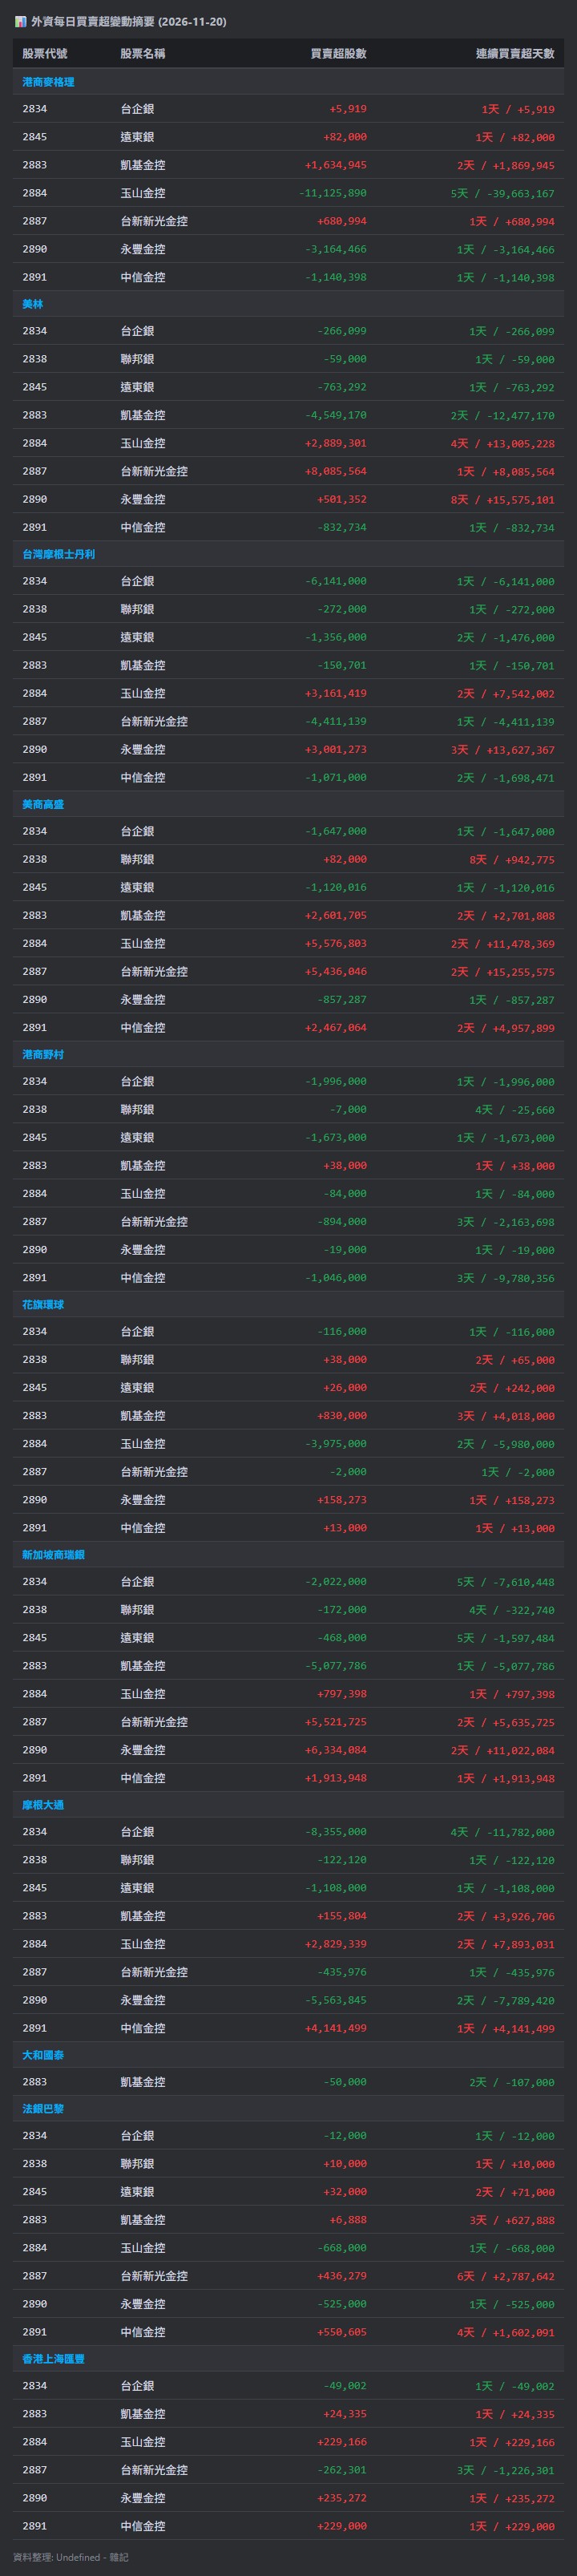 📊 外資每日買賣超變動摘要 (2026-11-20)
股票代號 股票名稱 買賣超股數 連續買賣超天數
港商麥格理
2834 台企銀 +5,919 1天 / +5,919
2845 遠東銀 +82,000 1天 / +82,000
2883 凱基金控 +1,634,945 2天 / +1,869,945
2884 玉山金控 -11,125,890 5天 / -39,663,167
2887 台新新光金控 +680,994 1天 / +680,994
2890 永豐金控 -3,164,466 1天 / -3,164,466
2891 中信金控 -1,140,398 1天 / -1,140,398
美林
2834 台企銀 -266,099 1天 / -266,099
2838 聯邦銀 -59,000 1天 / -59,000
2845 遠東銀 -763,292 1天 / -763,292
2883 凱基金控 -4,549,170 2天 / -12,477,170
2884 玉山金控 +2,889,301 4天 / +13,005,228
2887 台新新光金控 +8,085,564 1天 / +8,085,564
2890 永豐金控 +501,352 8天 / +15,575,101
2891 中信金控 -832,734 1天 / -832,734
台灣摩根士丹利
2834 台企銀 -6,141,000 1天 / -6,141,000
2838 聯邦銀 -272,000 1天 / -272,000
2845 遠東銀 -1,356,000 2天 / -1,476,000
2883 凱基金控 -150,701 1天 / -150,701
2884 玉山金控 +3,161,419 2天 / +7,542,002
2887 台新新光金控 -4,411,139 1天 / -4,411,139
2890 永豐金控 +3,001,273 3天 / +13,627,367
2891 中信金控 -1,071,000 2天 / -1,698,471
美商高盛
2834 台企銀 -1,647,000 1天 / -1,647,000
2838 聯邦銀 +82,000 8天 / +942,775
2845 遠東銀 -1,120,016 1天 / -1,120,016
2883 凱基金控 +2,601,705 2天 / +2,701,808
2884 玉山金控 +5,576,803 2天 / +11,478,369
2887 台新新光金控 +5,436,046 2天 / +15,255,575
2890 永豐金控 -857,287 1天 / -857,287
2891 中信金控 +2,467,064 2天 / +4,957,899
港商野村
2834 台企銀 -1,996,000 1天 / -1,996,000
2838 聯邦銀 -7,000 4天 / -25,660
2845 遠東銀 -1,673,000 1天 / -1,673,000
2883 凱基金控 +38,000 1天 / +38,000
2884 玉山金控 -84,000 1天 / -84,000
2887 台新新光金控 -894,000 3天 / -2,163,698
2890 永豐金控 -19,000 1天 / -19,000
2891 中信金控 -1,046,000 3天 / -9,780,356
花旗環球
2834 台企銀 -116,000 1天 / -116,000
2838 聯邦銀 +38,000 2天 / +65,000
2845 遠東銀 +26,000 2天 / +242,000
2883 凱基金控 +830,000 3天 / +4,018,000
2884 玉山金控 -3,975,000 2天 / -5,980,000
2887 台新新光金控 -2,000 1天 / -2,000
2890 永豐金控 +158,273 1天 / +158,273
2891 中信金控 +13,000 1天 / +13,000
新加坡商瑞銀
2834 台企銀 -2,022,000 5天 / -7,610,448
2838 聯邦銀 -172,000 4天 / -322,740
2845 遠東銀 -468,000 5天 / -1,597,484
2883 凱基金控 -5,077,786 1天 / -5,077,786
2884 玉山金控 +797,398 1天 / +797,398
2887 台新新光金控 +5,521,725 2天 / +5,635,725
2890 永豐金控 +6,334,084 2天 / +11,022,084
2891 中信金控 +1,913,948 1天 / +1,913,948
摩根大通
2834 台企銀 -8,355,000 4天 / -11,782,000
2838 聯邦銀 -122,120 1天 / -122,120
2845 遠東銀 -1,108,000 1天 / -1,108,000
2883 凱基金控 +155,804 2天 / +3,926,706
2884 玉山金控 +2,829,339 2天 / +7,893,031
2887 台新新光金控 -435,976 1天 / -435,976
2890 永豐金控 -5,563,845 2天 / -7,789,420
2891 中信金控 +4,141,499 1天 / +4,141,499
大和國泰
2883 凱基金控 -50,000 2天 / -107,000
法銀巴黎
2834 台企銀 -12,000 1天 / -12,000
2838 聯邦銀 +10,000 1天 / +10,000
2845 遠東銀 +32,000 2天 / +71,000
2883 凱基金控 +6,888 3天 / +627,888
2884 玉山金控 -668,000 1天 / -668,000
2887 台新新光金控 +436,279 6天 / +2,787,642
2890 永豐金控 -525,000 1天 / -525,000
2891 中信金控 +550,605 4天 / +1,602,091
香港上海匯豐
2834 台企銀 -49,002 1天 / -49,002
2883 凱基金控 +24,335 1天 / +24,335
2884 玉山金控 +229,166 1天 / +229,166
2887 台新新光金控 -262,301 3天 / -1,226,301
2890 永豐金控 +235,272 1天 / +235,272
2891 中信金控 +229,000 1天 / +229,000
資料整理: Undefined - 雜記